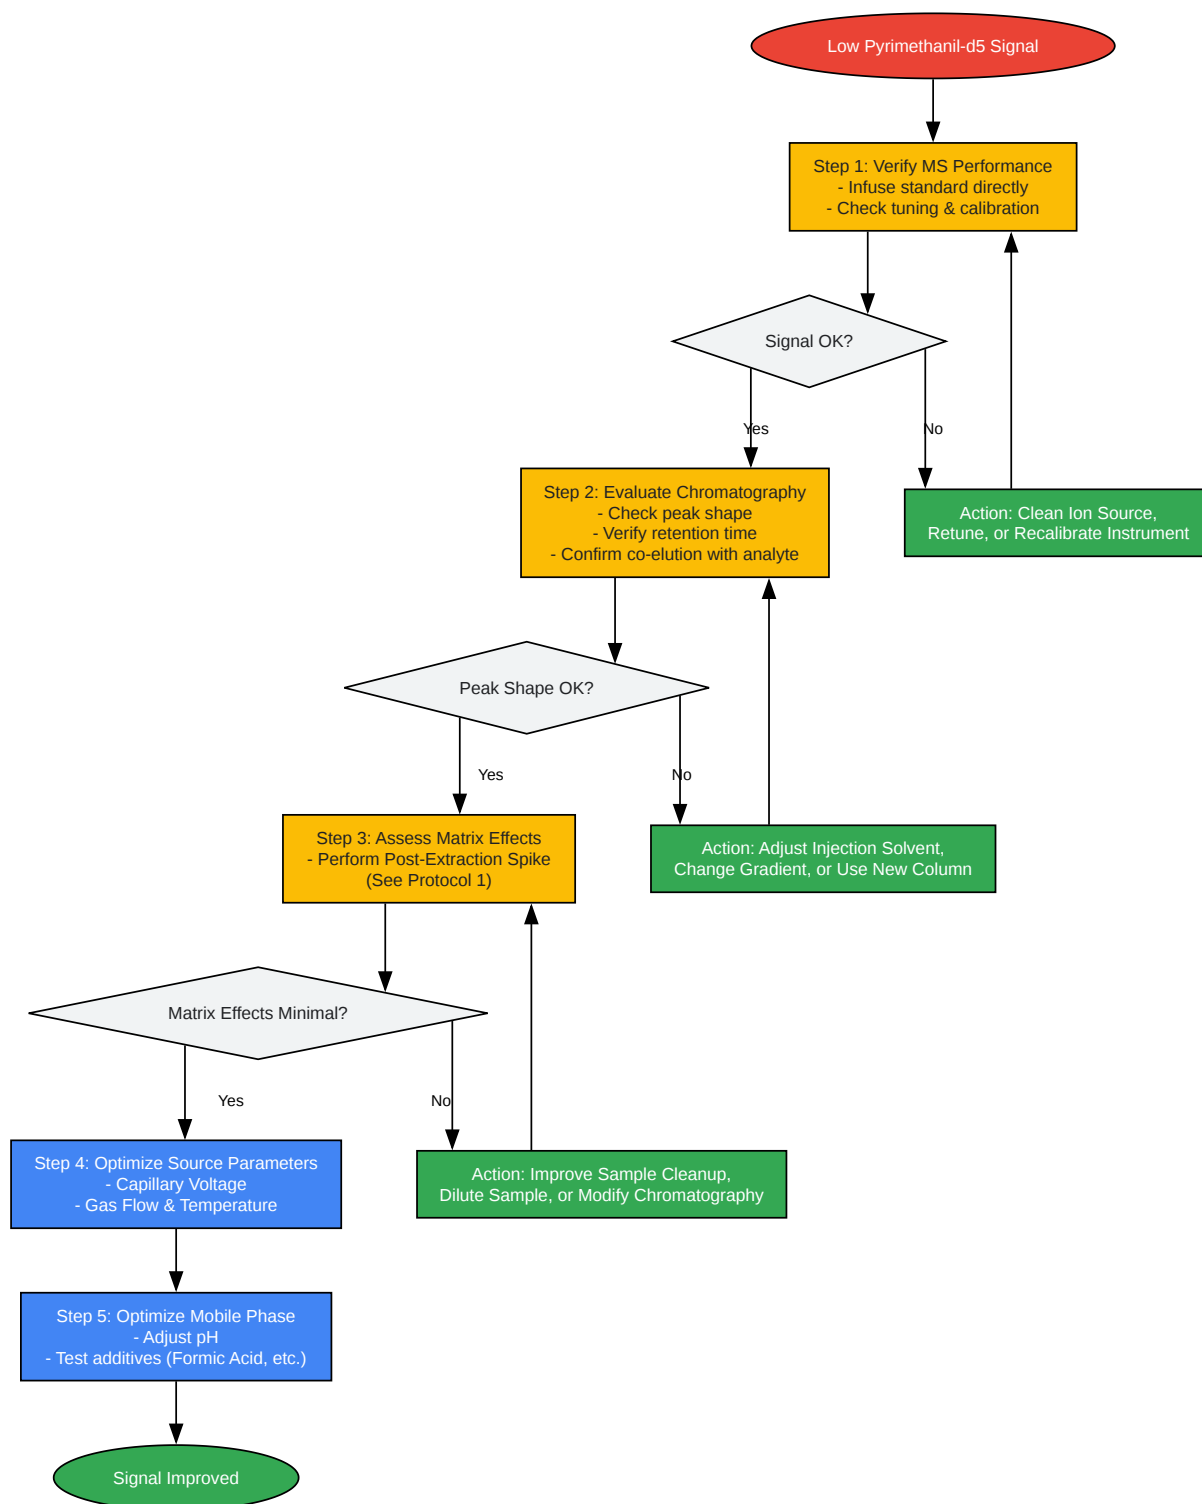 Low Pyrimethanil-d5 Signal
Step 1: Verify MS Performance
- Infuse standard directly
- Check tuning & calibration
Signal OK?
Yes
No
Step 2: Evaluate Chromatography
- Check peak shape
- Verify retention time
- Confirm co-elution with analyte
Action: Clean Ion Source,
Retune, or Recalibrate Instrument
Peak Shape OK?
Yes
No
Step 3: Assess Matrix Effects
- Perform Post-Extraction Spike
(See Protocol 1)
Action: Adjust Injection Solvent,
Change Gradient, or Use New Column
Matrix Effects Minimal?
Yes
No
Step 4: Optimize Source Parameters
- Capillary Voltage
- Gas Flow & Temperature
Action: Improve Sample Cleanup,
Dilute Sample, or Modify Chromatography
Step 5: Optimize Mobile Phase
- Adjust pH
- Test additives (Formic Acid, etc.)
Signal Improved